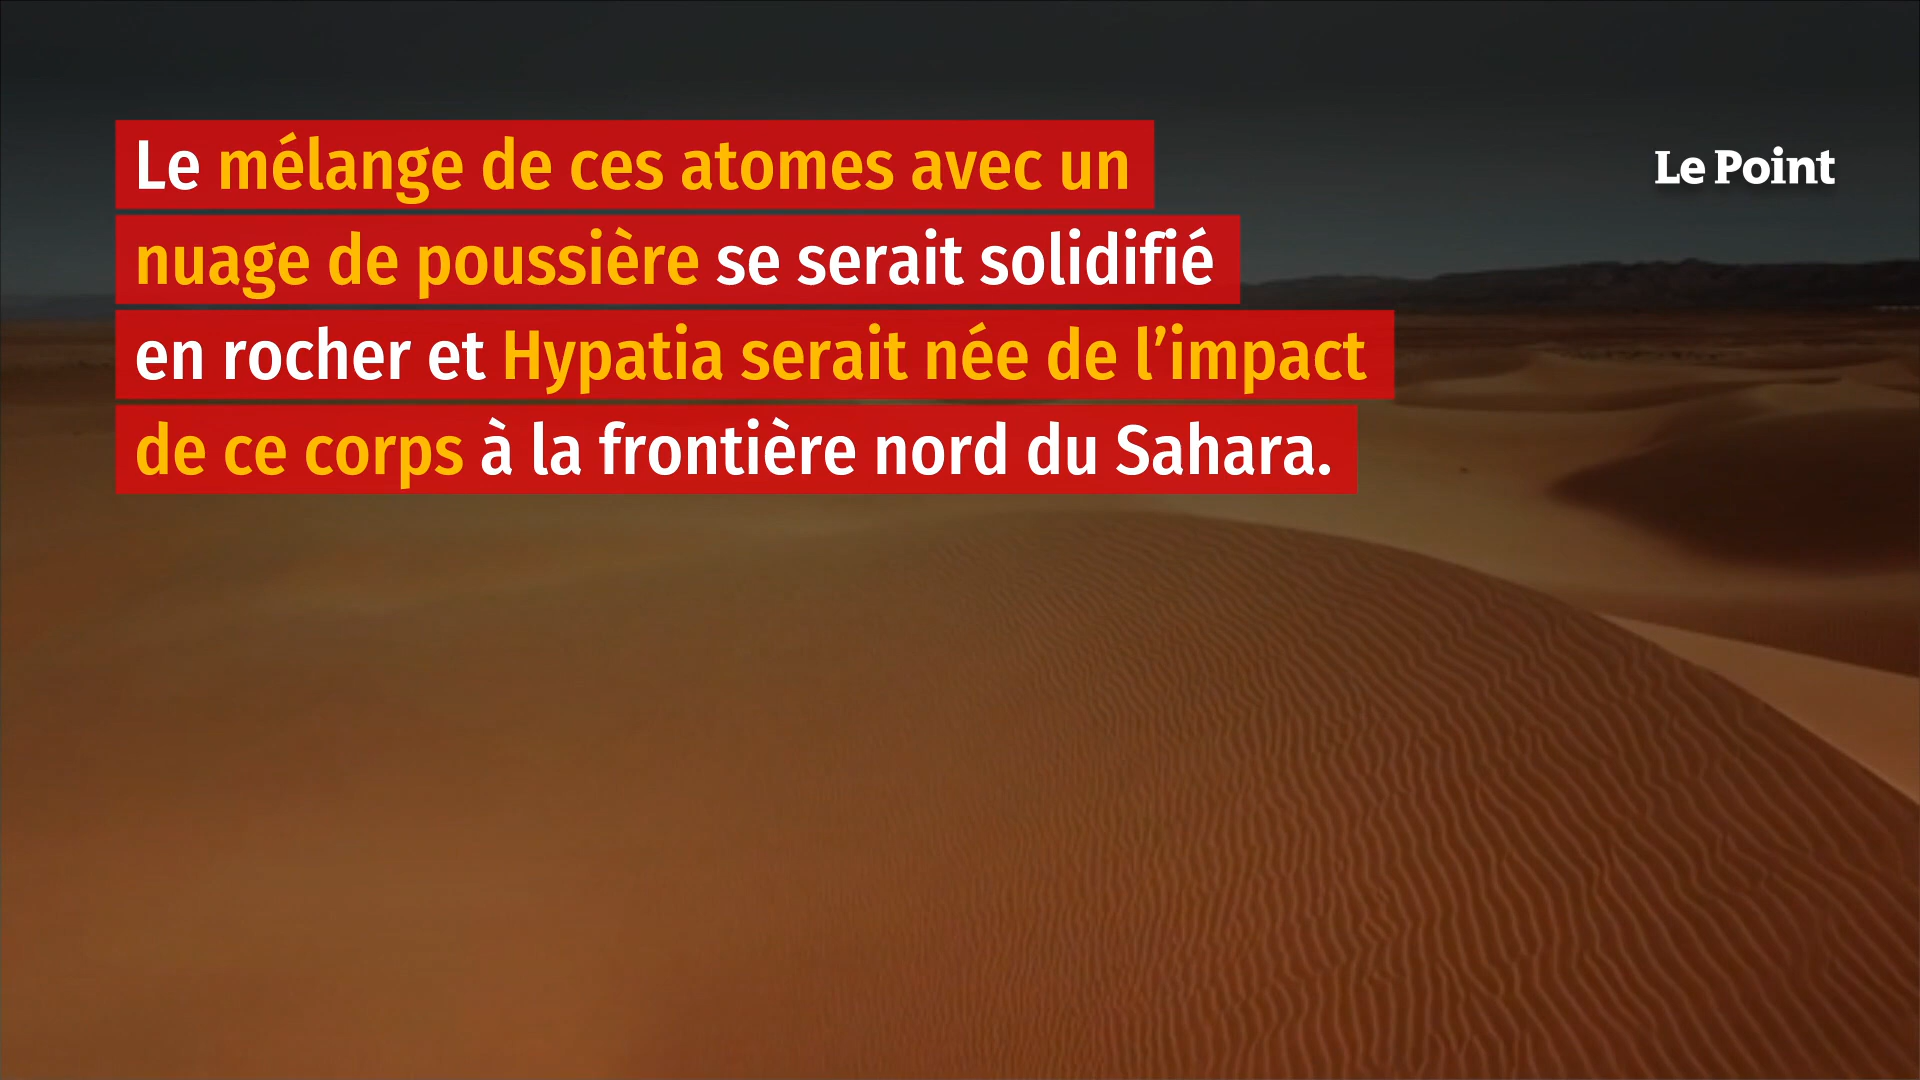 Le mélange de ces atomes avec un
nuage de poussière se serait solidifié
en rocher et Hypatia serait née de l’impact
de ce corps à la frontière nord du Sahara.
Le Point